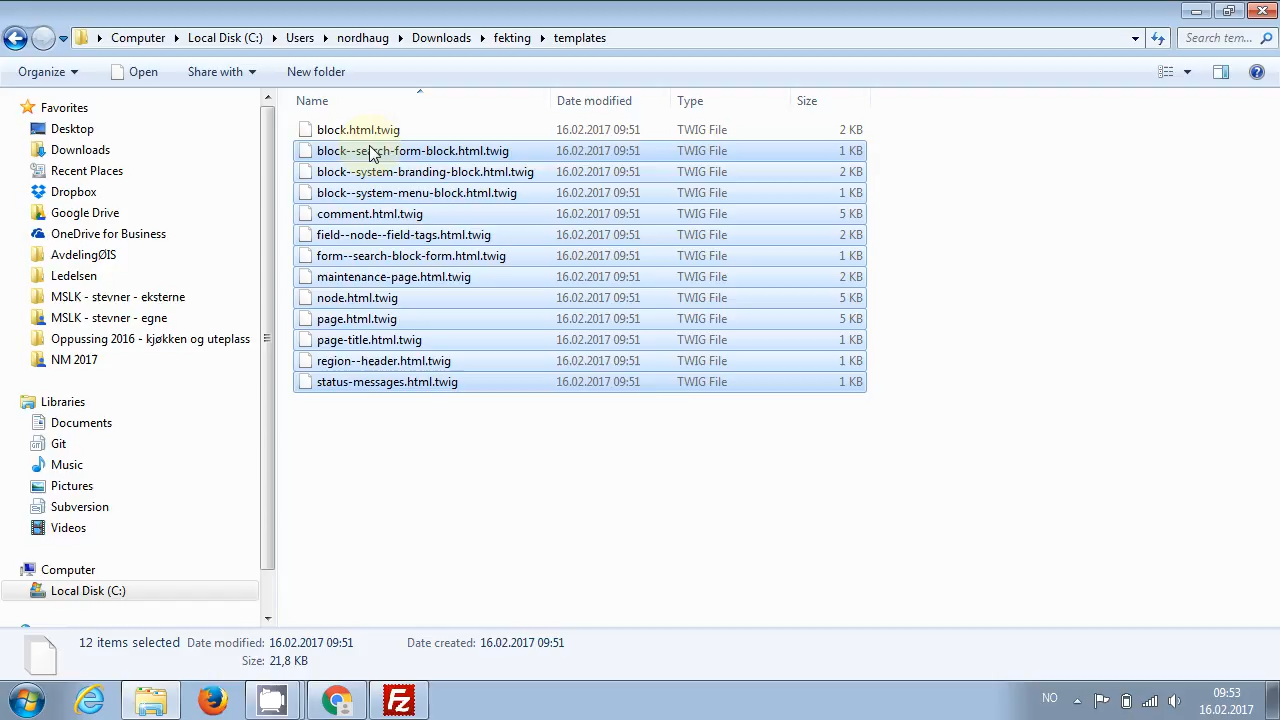 Computer Local Disk (C:) Users nordhaug Downloads fekting templates Search tem...
Organize Open Share with New folder
Favorites
Desktop
Downloads
Recent Places
Dropbox
Google Drive
OneDrive for Business
AvdelingØIS
Ledelsen
MSLK - stevner - eksterne
MSLK - stevner - egne
Oppussing 2016 - kjøkken og uteplass
NM 2017
Libraries
Documents
Git
Music
Pictures
Subversion
Videos
Computer
Local Disk (C:)
Name Date modified Type Size
block.html.twig 16.02.2017 09:51 TWIG File 2 KB
block--search-form-block.html.twig 16.02.2017 09:51 TWIG File 1 KB
block--system-branding-block.html.twig 16.02.2017 09:51 TWIG File 2 KB
block--system-menu-block.html.twig 16.02.2017 09:51 TWIG File 1 KB
comment.html.twig 16.02.2017 09:51 TWIG File 5 KB
field--node--field-tags.html.twig 16.02.2017 09:51 TWIG File 2 KB
form--search-block-form.html.twig 16.02.2017 09:51 TWIG File 1 KB
maintenance-page.html.twig 16.02.2017 09:51 TWIG File 2 KB
node.html.twig 16.02.2017 09:51 TWIG File 5 KB
page.html.twig 16.02.2017 09:51 TWIG File 5 KB
page-title.html.twig 16.02.2017 09:51 TWIG File 1 KB
region--header.html.twig 16.02.2017 09:51 TWIG File 1 KB
status-messages.html.twig 16.02.2017 09:51 TWIG File 1 KB
12 items selected Date modified: 16.02.2017 09:51 Date created: 16.02.2017 09:51
Size: 21,8 KB
NO 09:53
16.02.2017